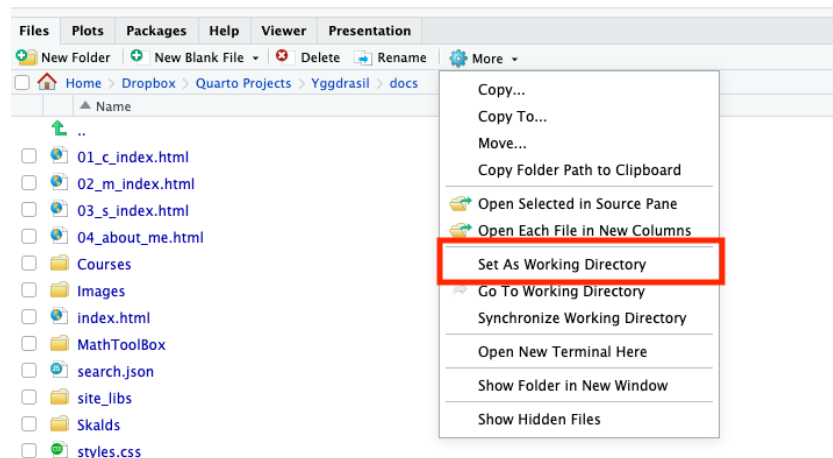 Files Plots Packages Help Viewer Presentation
New Folder New Blank File Delete Rename More
Home > Dropbox > Quarto Projects > Yggdrasil > docs
Name
..
01_c_index.html
02_m_index.html
03_s_index.html
04_about_me.html
Courses
Images
index.html
MathToolBox
search.json
site_libs
Skalds
styles.css
Copy...
Copy To...
Move...
Copy Folder Path to Clipboard
Open Selected in Source Pane
Open Each File in New Columns
Set As Working Directory
Go To Working Directory
Synchronize Working Directory
Open New Terminal Here
Show Folder in New Window
Show Hidden Files